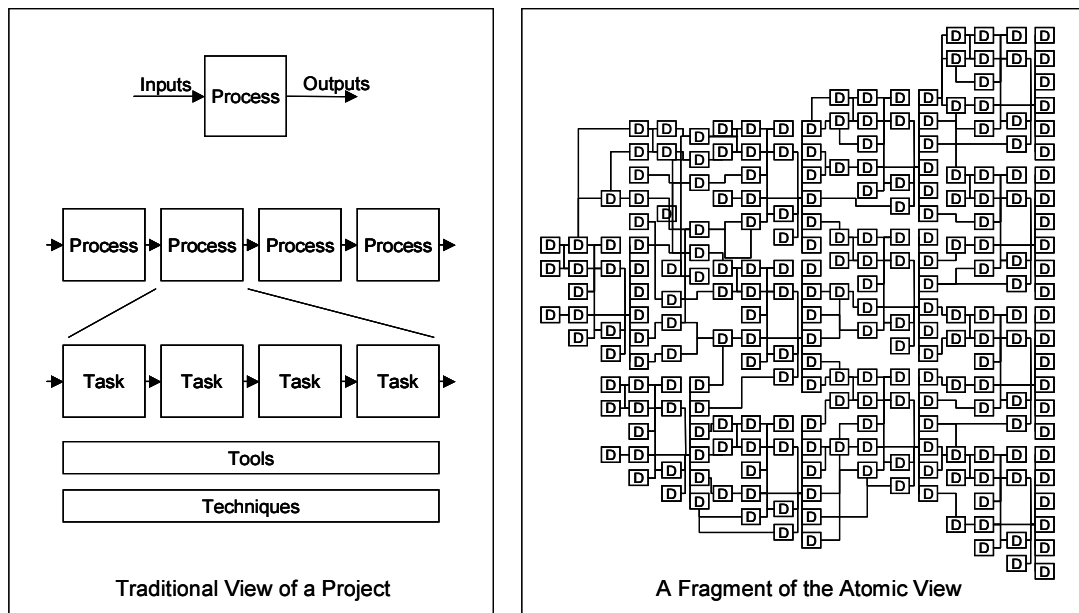 Inputs
Process
Outputs
Process Process Process Process
Task Task Task Task
Tools
Techniques
Traditional View of a Project
D D D D
A Fragment of the Atomic View